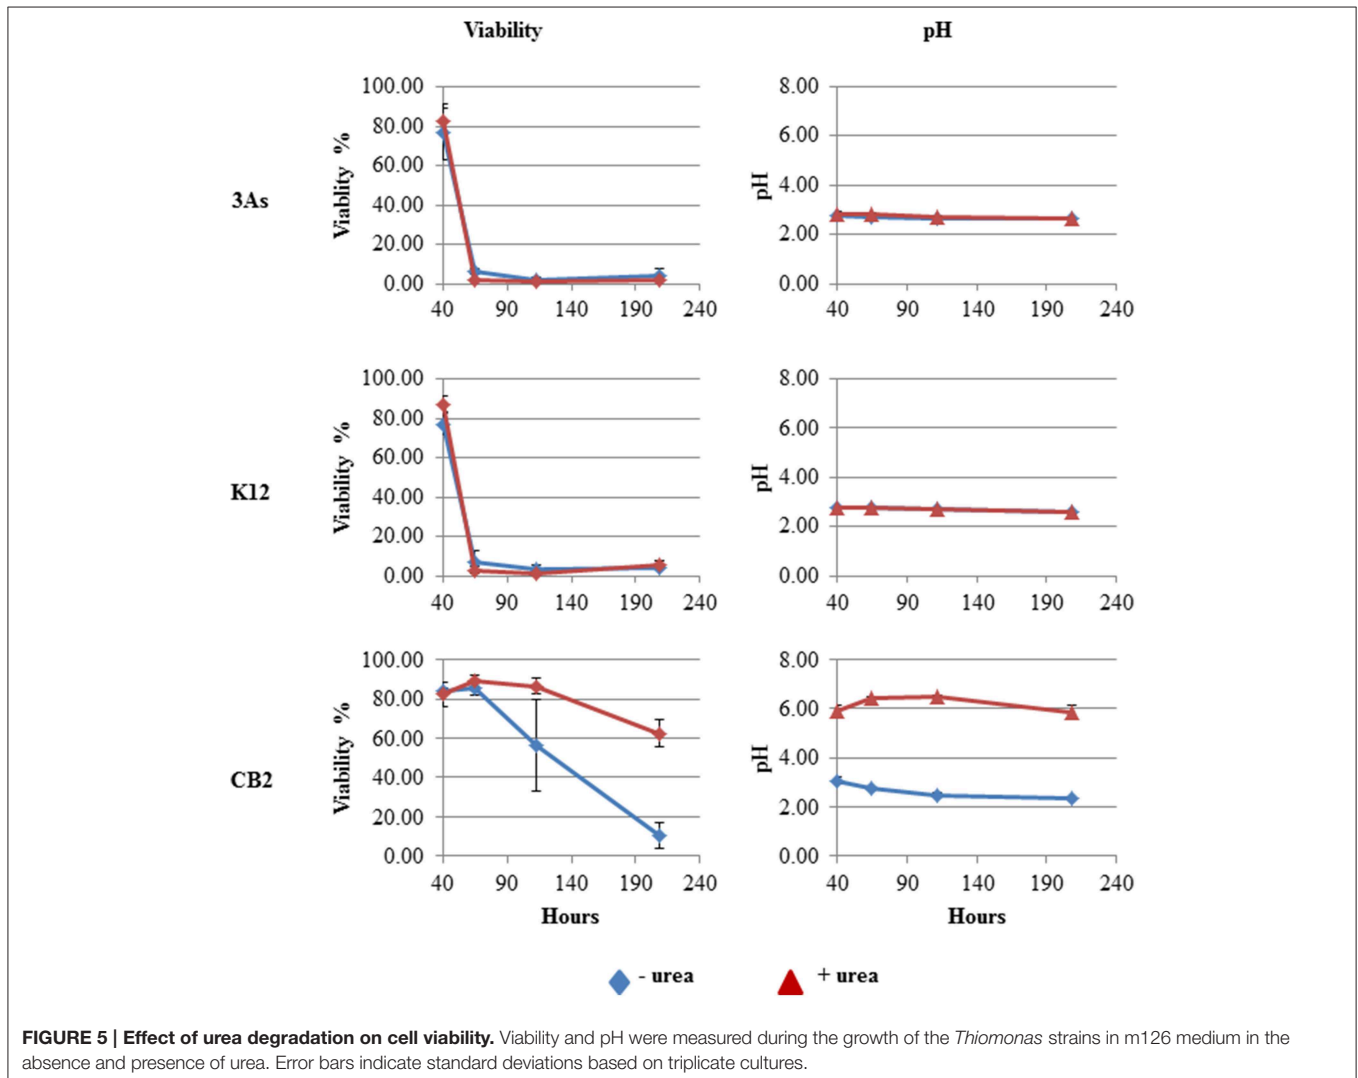 Viability
pH
3As
Viablity %
100.00
80.00
60.00
40.00
20.00
0.00
40 90 140 190 240
pH
8.00
6.00
4.00
2.00
0.00
40 90 140 190 240
K12
Viability %
100.00
80.00
60.00
40.00
20.00
0.00
40 90 140 190 240
pH
8.00
6.00
4.00
2.00
0.00
40 90 140 190 240
CB2
Viability %
100.00
80.00
60.00
40.00
20.00
0.00
40 90 140 190 240
Hours
pH
8.00
6.00
4.00
2.00
0.00
40 90 140 190 240
Hours
- urea
+ urea
FIGURE 5 | Effect of urea degradation on cell viability. Viability and pH were measured during the growth of the Thiomonas strains in m126 medium in the
absence and presence of urea. Error bars indicate standard deviations based on triplicate cultures.